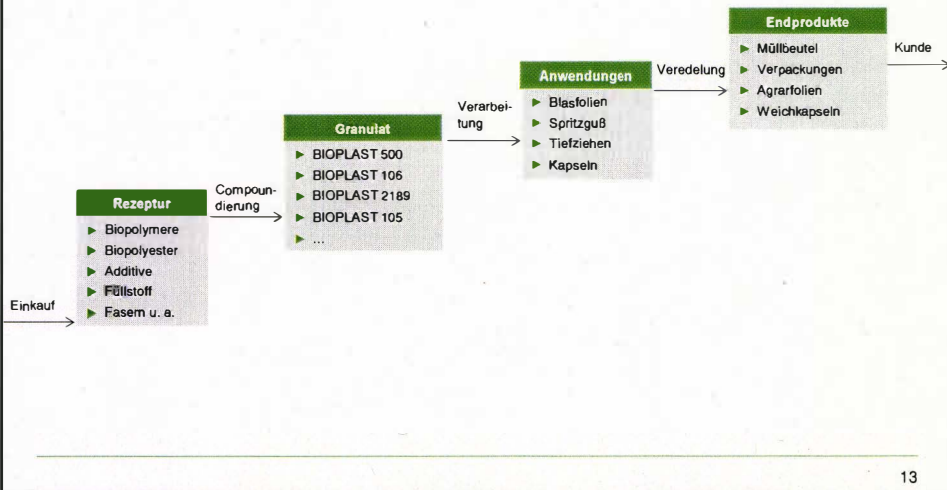 Einkauf
Rezeptur
Biopolymere
Biopolyester
Additive
Füllstoff
Fasern u. a.
Compoun-
dierung
Granulat
BIOPLAST 500
BIOPLAST 106
BIOPLAST 2189
BIOPLAST 105
...
Verarbei-
tung
Anwendungen
Blasfolien
Spritzguß
Tiefziehen
Kapseln
Veredelung
Endprodukte
Müllbeutel
Verpackungen
Agrarfolien
Weichkapseln
Kunde
13